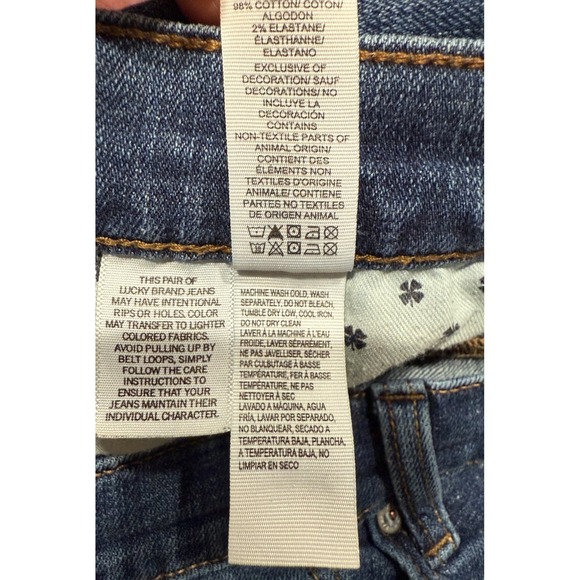 98% COTTON/ COTON/
ALGODON
2% ELASTANE/
ÉLASTHANNE/
ELASTANO
EXCLUSIVE OF
DECORATION/ SAUF
DECORATIONS/ NO
INCLUYE LA
DECORACIÓN
CONTAINS
NON-TEXTILE PARTS OF
ANIMAL ORIGIN/
CONTIENT DES
ÉLÉMENTS NON
TEXTILES D'ORIGINE
ANIMALE/ CONTIENE
PARTES NO TEXTILES
DE ORIGEN ANIMAL
THIS PAIR OF
LUCKY BRAND JEANS
MAY HAVE INTENTIONAL
RIPS OR HOLES. COLOR
MAY TRANSFER TO LIGHTER
COLORED FABRICS.
AVOID PULLING UP BY
BELT LOOPS, SIMPLY
FOLLOW THE CARE
INSTRUCTIONS TO
ENSURE THAT YOUR
JEANS MAINTAIN THEIR
INDIVIDUAL CHARACTER.
MACHINE WASH COLD, WASH
SEPARATELY, DO NOT BLEACH,
TUMBLE DRY LOW, COOL IRON,
DO NOT DRY CLEAN
LAVER À LA MACHINE À L'EAU
FROIDE, LAVER SÉPARÉMENT,
NE PAS JAVELLISER, SÉCHER
PAR CULBUTAGE À BASSE
TEMPÉRATURE, FER À BASSE
TEMPÉRATURE, NE PAS
NETTOYER À SEC
LAVADO A MÁQUINA, AGUA
FRÍA, LAVAR POR SEPARADO,
NO BLANQUEAR, SECADO A
TEMPERATURA BAJA, PLANCHA
A TEMPERATURA BAJA, NO
LIMPIAR EN SECO